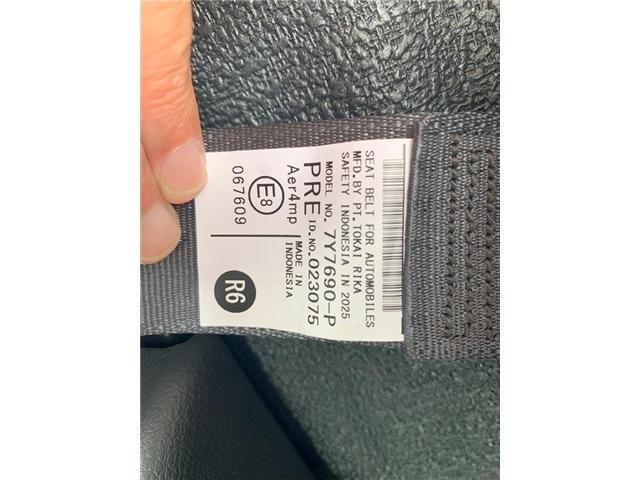 SEAT BELT FOR AUTOMOBILES
MFD.BY PT.TOKAI RIKA
SAFETY INDONESIA IN 2025
MODEL NO. 7Y7690-P
PRE ID.NO.023075
Aer4mp
MADE IN
INDONESIA
E8
067609
R6